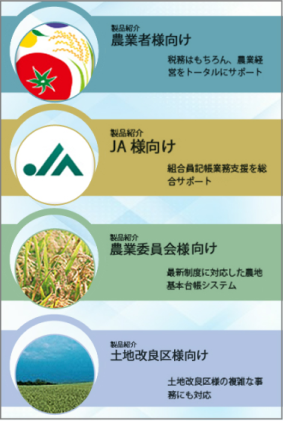 製品紹介
農業者様向け
税務はもちろん、農業経
営をトータルにサポート
製品紹介
JA 様向け
組合員記帳業務支援を総
合サポート
JA
製品紹介
農業委員会様向け
最新制度に対応した農地
基本台帳システム
製品紹介
土地改良区様向け
土地改良区様の複雑な事
務にも対応